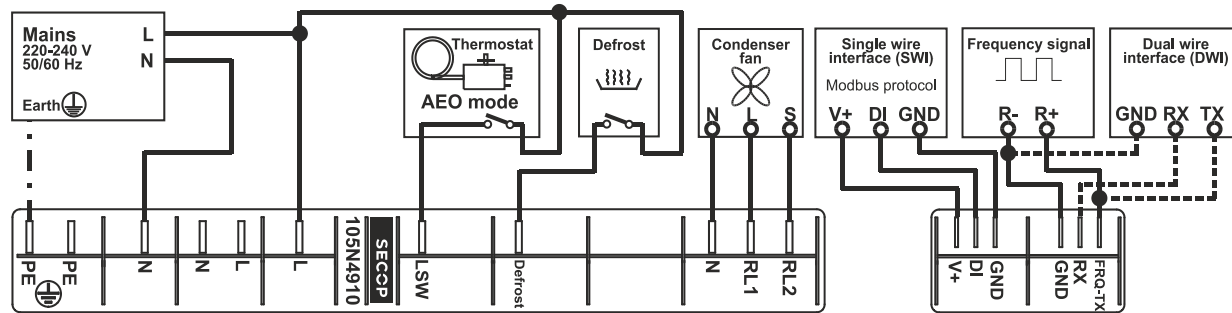 Mains
220-240 V
50/60 Hz
L
N
Earth
Thermostat
AEO mode
Defrost
Condenser
fan
N L S
Single wire
interface (SWI)
Modbus protocol
V+ DI GND
Frequency signal
R- R+
Dual wire
interface (DWI)
GND RX TX
PE
PE
N
N
L
L
105N4910
SECOP
LSW
Defrost
N
RL1
RL2
V+
DI
GND
GND
RX
FRQ-TX